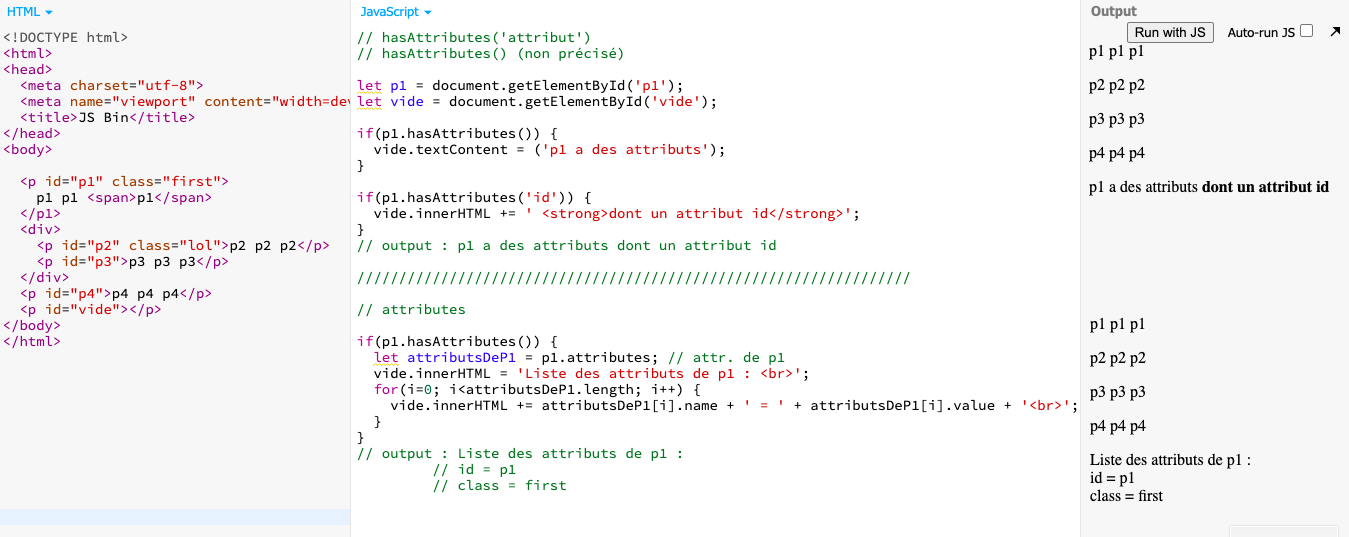 HTML
<!DOCTYPE html>
<html>
<head>
  <meta charset="utf-8">
  <meta name="viewport" content="width=dev
  <title>JS Bin</title>
</head>
<body>
  <p id="p1" class="first">
    p1 p1 <span>p1</span>
  </p1>
  <div>
    <p id="p2" class="lol">p2 p2 p2</p>
    <p id="p3">p3 p3 p3</p>
  </div>
  <p id="p4">p4 p4 p4</p>
  <p id="vide"></p>
</body>
</html>
JavaScript
// hasAttributes('attribut')
// hasAttributes() (non précisé)
let p1 = document.getElementById('p1');
let vide = document.getElementById('vide');
if(p1.hasAttributes()) {
  vide.textContent = ('p1 a des attributs');
}
if(p1.hasAttributes('id')) {
  vide.innerHTML += ' <strong>dont un attribut id</strong>';
}
// output : p1 a des attributs dont un attribut id
//////////////////////////////////////////////////////////////////
// attributes
if(p1.hasAttributes()) {
  let attributsDeP1 = p1.attributes; // attr. de p1
  vide.innerHTML = 'Liste des attributs de p1 : <br>';
  for(i=0; i<attributsDeP1.length; i++) {
    vide.innerHTML += attributsDeP1[i].name + ' = ' + attributsDeP1[i].value + '<br>';
  }
}
// output : Liste des attributs de p1 :
         // id = p1
         // class = first
Output
Run with JS Auto-run JS
p1 p1 p1
p2 p2 p2
p3 p3 p3
p4 p4 p4
p1 a des attributs dont un attribut id
p1 p1 p1
p2 p2 p2
p3 p3 p3
p4 p4 p4
Liste des attributs de p1 :
id = p1
class = first